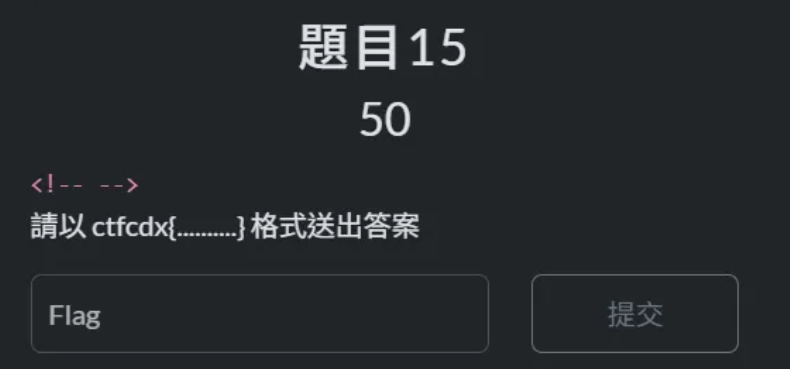 題目15
50
<!-- -->
請以 ctfcdx{..........} 格式送出答案
Flag
提交